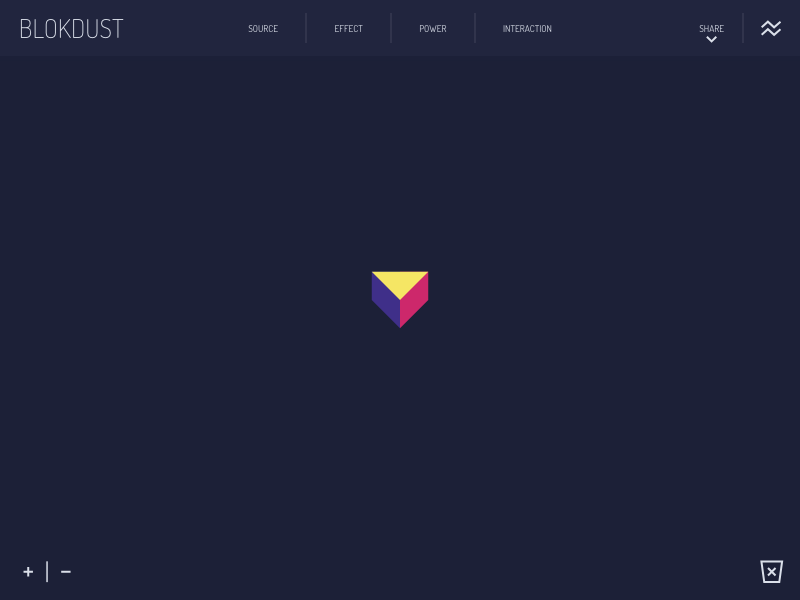 BLOKDUST
SOURCE
EFFECT
POWER
INTERACTION
SHARE